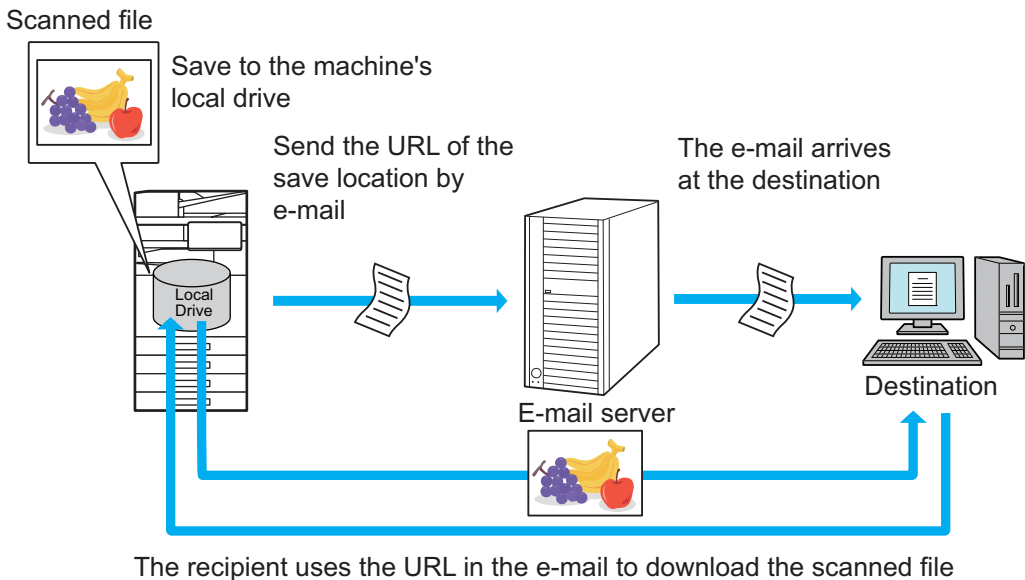 Scanned file
Save to the machine's
local drive
Send the URL of the
save location by
e-mail
The e-mail arrives
at the destination
Local
Drive
E-mail server
Destination
The recipient uses the URL in the e-mail to download the scanned file